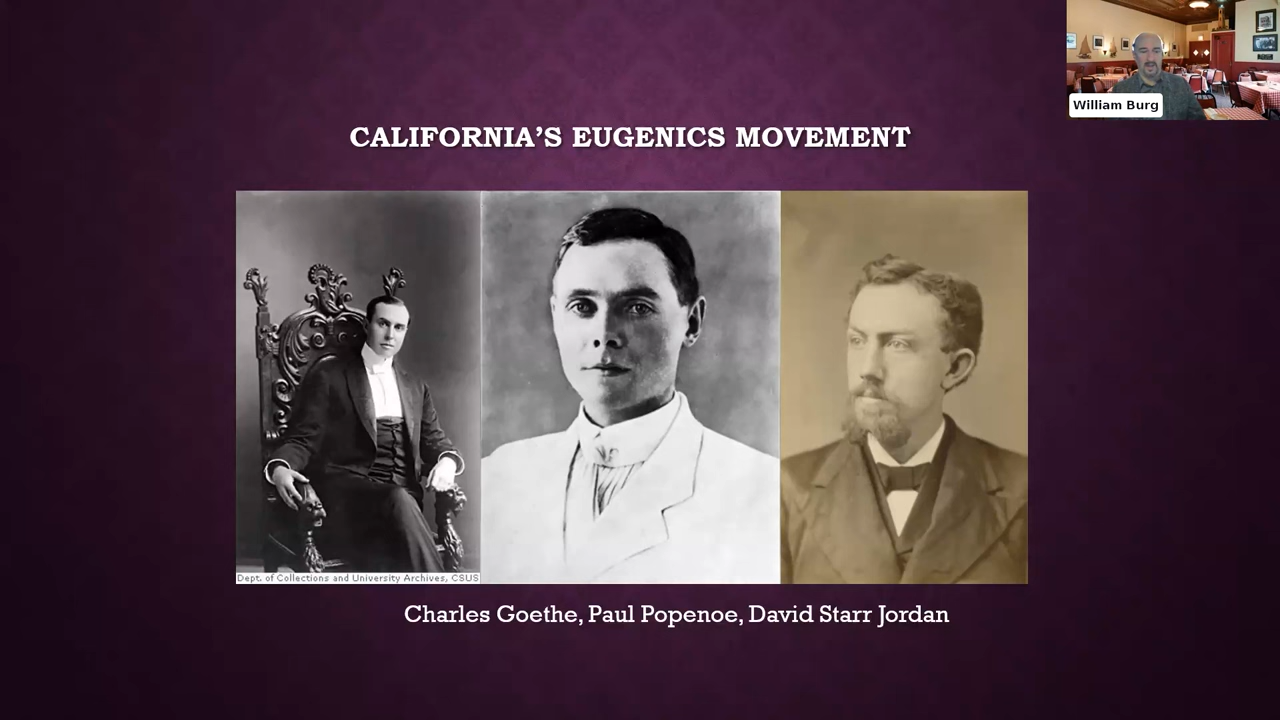 William Burg
CALIFORNIA'S EUGENICS MOVEMENT
Dept. of Collections and University Archives, CSUS
Charles Goethe, Paul Popenoe, David Starr Jordan